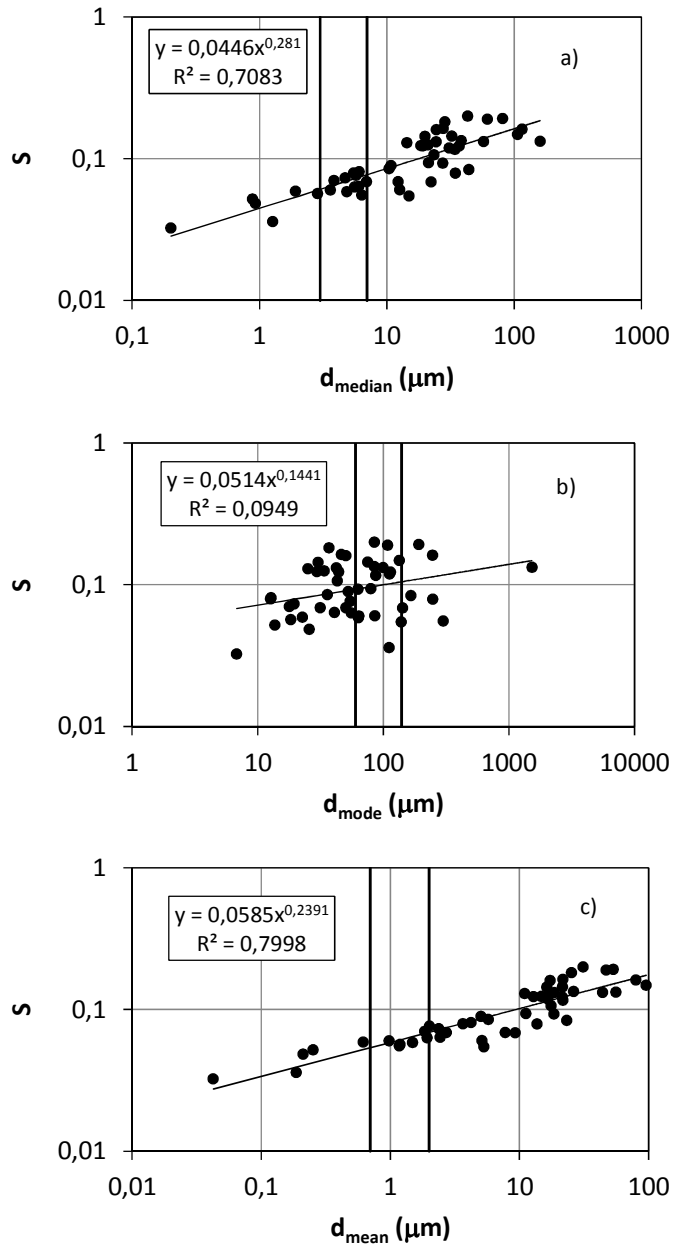 1
y = 0,0446x^0,281
R² = 0,7083
a)
S
0,1
0,01
0,1 1 10 100 1000
d_median (μm)
1
y = 0,0514x^0,1441
R² = 0,0949
b)
S
0,1
0,01
1 10 100 1000 10000
d_mode (μm)
1
y = 0,0585x^0,2391
R² = 0,7998
c)
S
0,1
0,01
0,01 0,1 1 10 100
d_mean (μm)